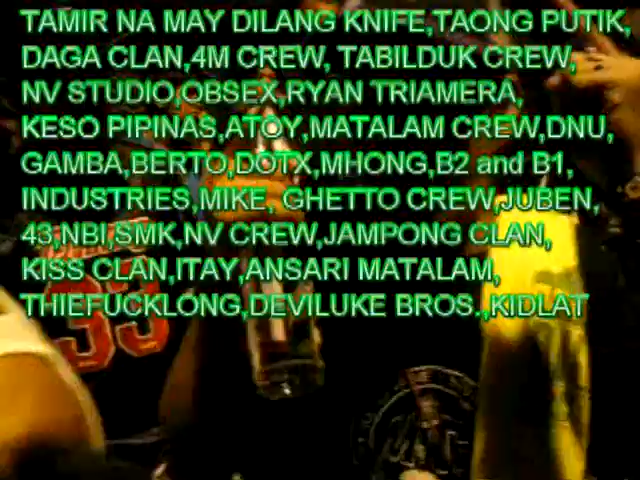 TAMIR NA MAY DILANG KNIFE,TAONG PUTIK,
DAGA CLAN,4M CREW, TABILDUK CREW,
NV STUDIO,OBSEX,RYAN TRIAMERA,
KESO PIPINAS,ATOY,MATALAM CREW,DNU,
GAMBA,BERTO,DOTX,MHONG,B2 and B1,
INDUSTRIES,MIKE, GHETTO CREW,JUBEN,
43,NBI,SMK,NV CREW,JAMPONG CLAN,
KISS CLAN,ITAY,ANSARI MATALAM,
THIEFUCKLONG,DEVILUKE BROS.,KIDLAT
33